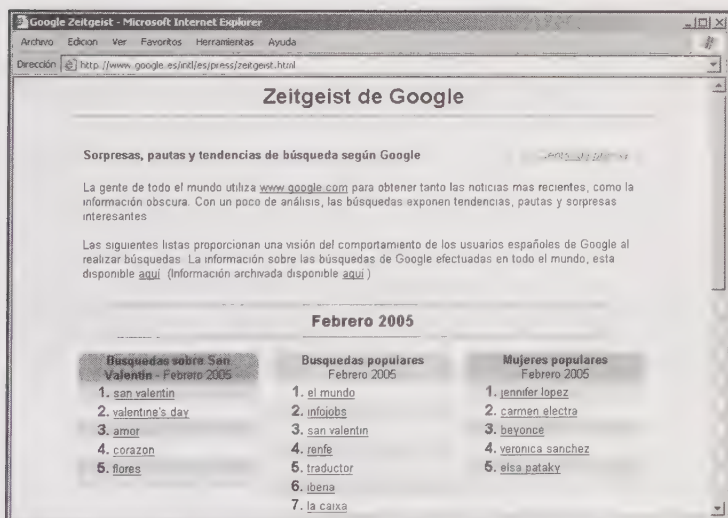 Google Zeitgeist - Microsoft Internet Explorer
Archivo Edicion Ver Favoritos Herramientas Ayuda
Dirección http://www.google.es/intl/es/press/zeitgeist.html
Zeitgeist de Google
Sorpresas, pautas y tendencias de búsqueda según Google
La gente de todo el mundo utiliza www.google.com para obtener tanto las noticias mas recientes, como la
información obscura. Con un poco de análisis, las búsquedas exponen tendencias, pautas y sorpresas
interesantes
Las siguientes listas proporcionan una visión del comportamiento de los usuarios españoles de Google al
realizar búsquedas. La información sobre las búsquedas de Google efectuadas en todo el mundo, esta
disponible aquí (Información archivada disponible aquí.)
Febrero 2005
Busquedas sobre San
Valentin - Febrero 2005
1. san valentin
2. valentine's day
3. amor
4. corazon
5. flores
Busquedas populares
Febrero 2005
1. el mundo
2. infojobs
3. san valentin
4. renfe
5. traductor
6. iberia
7. la caixa
Mujeres populares
Febrero 2005
1. jennifer lopez
2. carmen electra
3. beyonce
4. veronica sanchez
5. elsa pataky